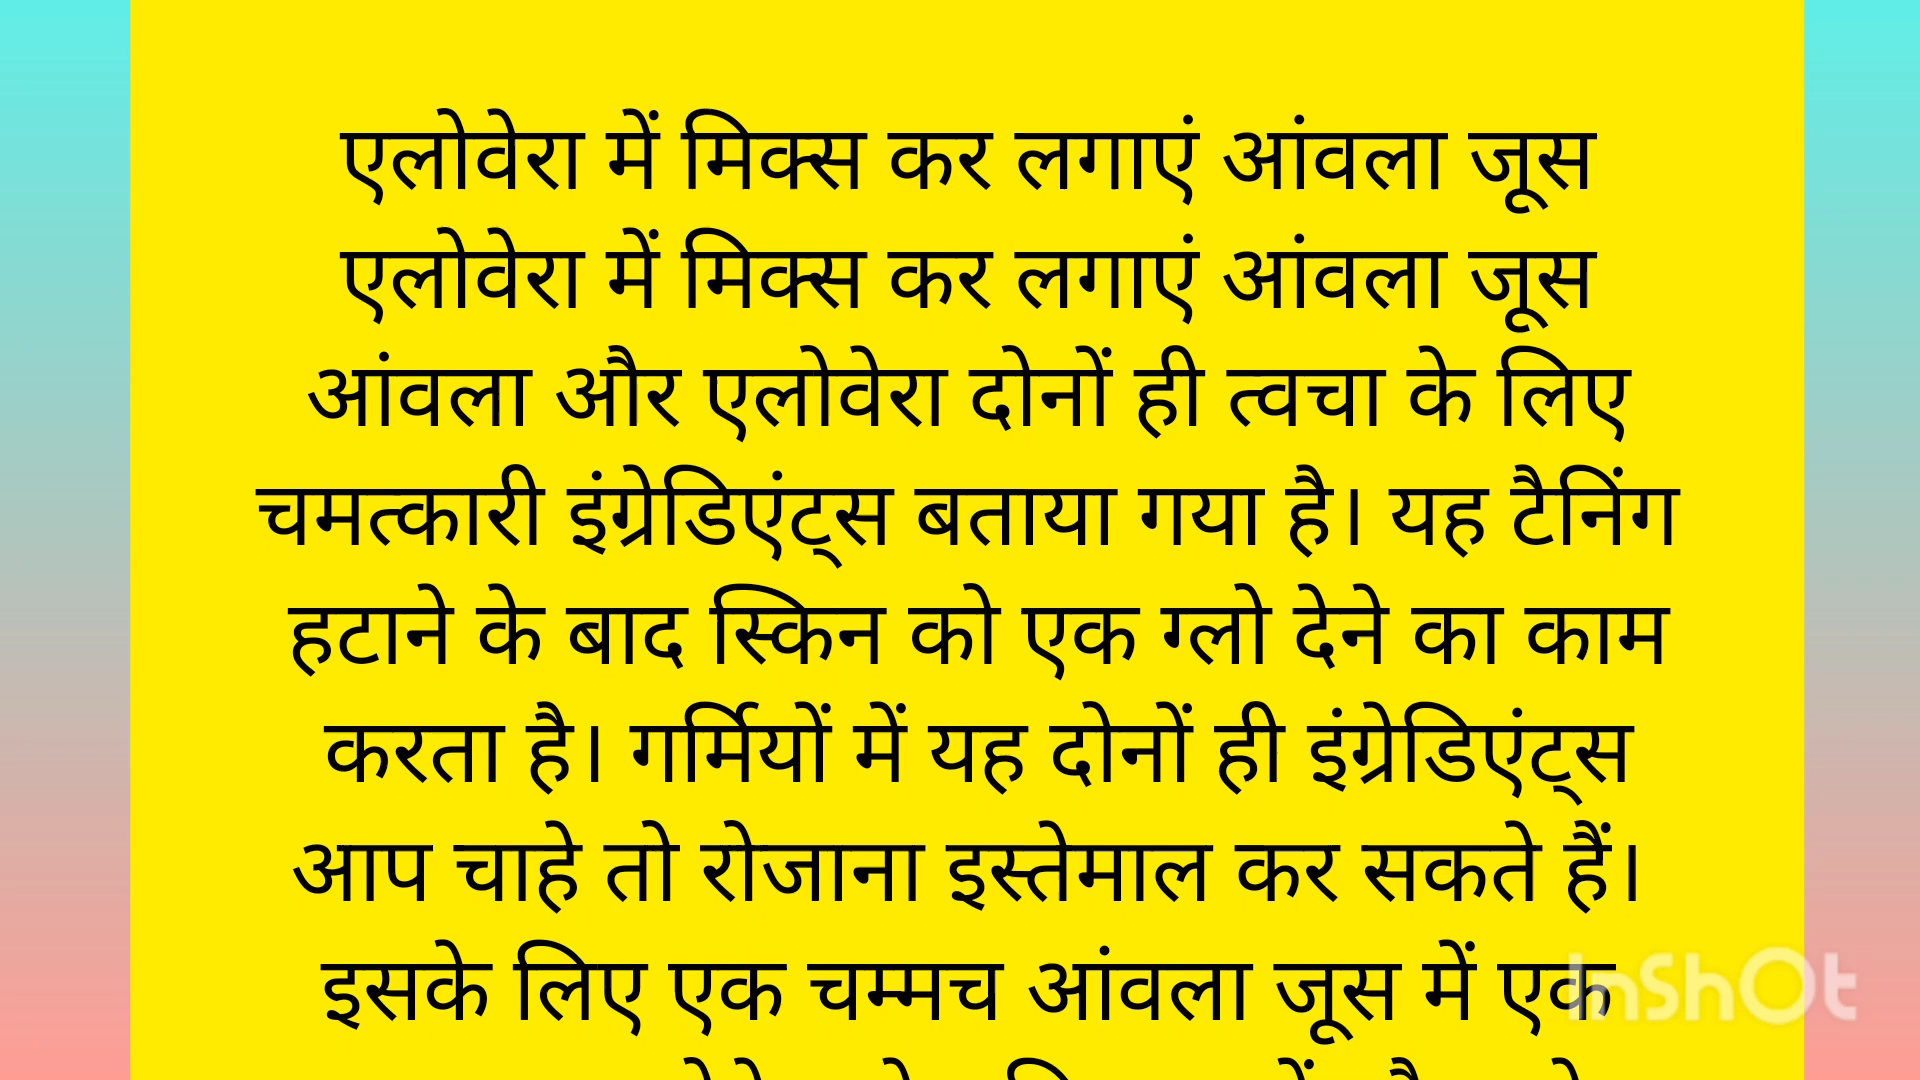 एलोवेरा में मिक्स कर लगाएं आंवला जूस
एलोवेरा में मिक्स कर लगाएं आंवला जूस
आंवला और एलोवेरा दोनों ही त्वचा के लिए
चमत्कारी इंग्रेडिएंट्स बताया गया है। यह टैनिंग
हटाने के बाद स्किन को एक ग्लो देने का काम
करता है। गर्मियों में यह दोनों ही इंग्रेडिएंट्स
आप चाहे तो रोजाना इस्तेमाल कर सकते हैं।
इसके लिए एक चम्मच आंवला जूस में एक
InShOt